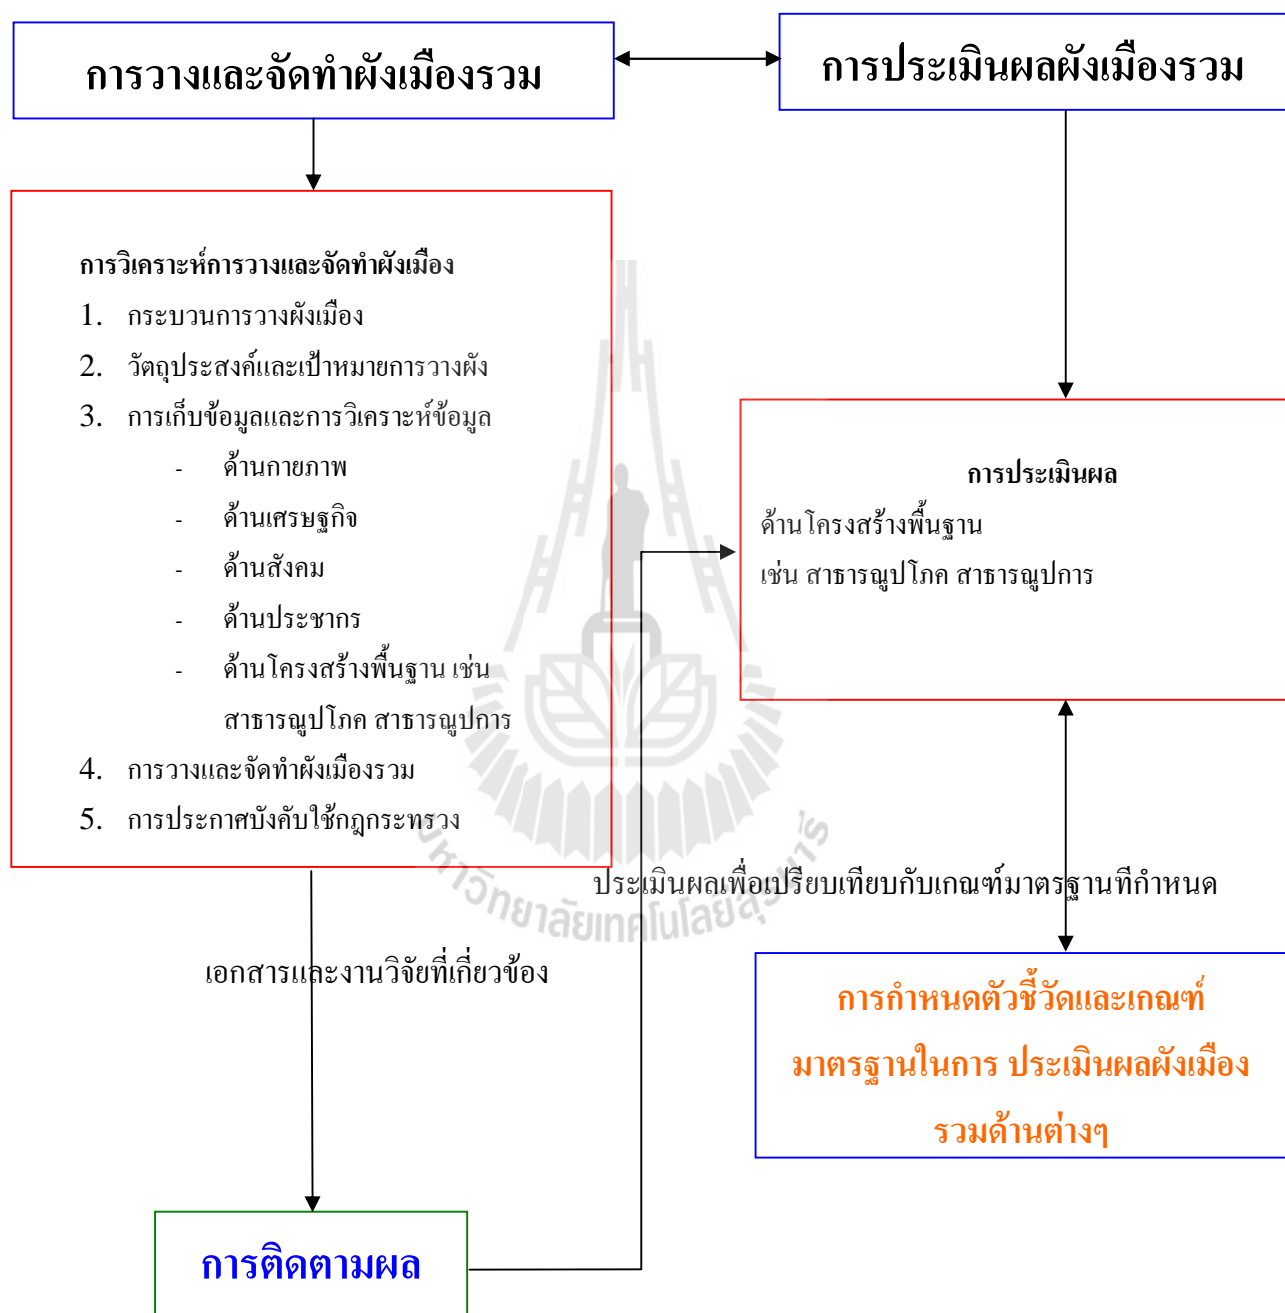 การวางและจัดทำผังเมืองรวม
การประเมินผลผังเมืองรวม
การวิเคราะห์การวางและจัดทำผังเมือง
1. กระบวนการวางผังเมือง
2. วัตถุประสงค์และเป้าหมายการวางผัง
3. การเก็บข้อมูลและการวิเคราะห์ข้อมูล
- ด้านกายภาพ
- ด้านเศรษฐกิจ
- ด้านสังคม
- ด้านประชากร
- ด้านโครงสร้างพื้นฐาน เช่น
สาธารณูปโภค สาธารณูปการ
4. การวางและจัดทำผังเมืองรวม
5. การประกาศบังคับใช้กฎกระทรวง
การประเมินผล
ด้านโครงสร้างพื้นฐาน
เช่น สาธารณูปโภค สาธารณูปการ
ประเมินผลเพื่อเปรียบเทียบกับเกณฑ์มาตรฐานที่กำหนด
เอกสารและงานวิจัยที่เกี่ยวข้อง
การกำหนดตัวชี้วัดและเกณฑ์
มาตรฐานในการ ประเมินผลผังเมือง
รวมด้านต่างๆ
การติดตามผล
มหาวิทยาลัยเทคโนโลยีสุรนารี